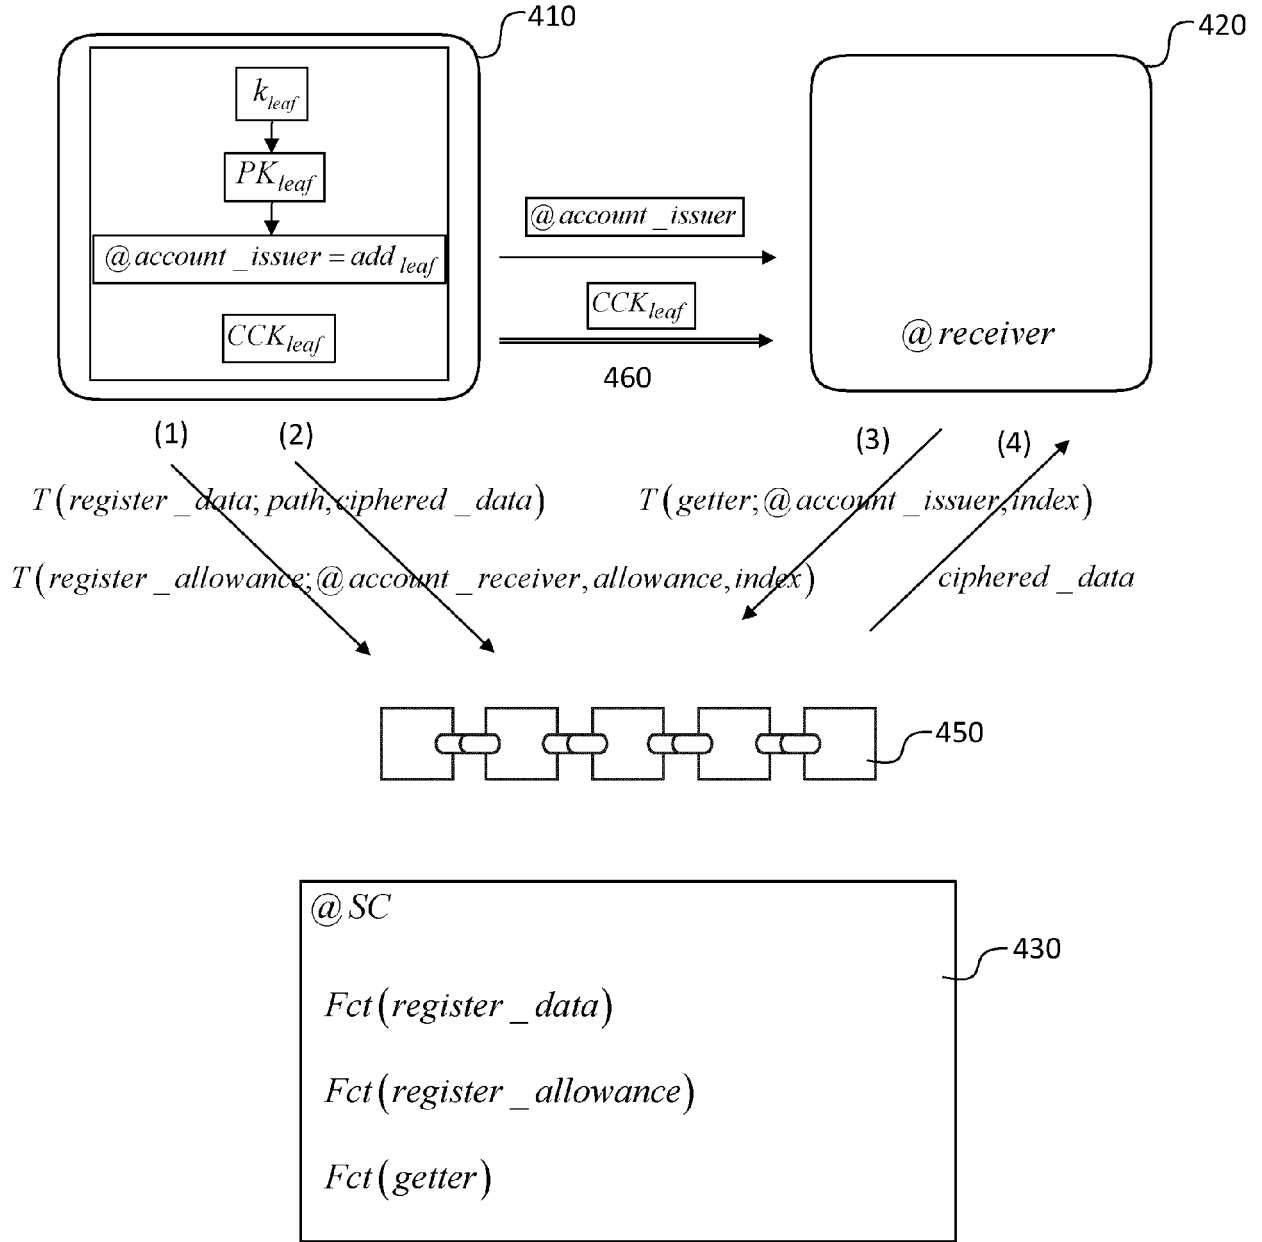 410
420
k_leaf
PK_leaf
@account_issuer = add_leaf
CCK_leaf
@account_issuer
CCK_leaf
460
@receiver
(1)
(2)
(3)
(4)
T(register_data; path,ciphered_data)
T(getter;@account_issuer,index)
T(register_allowance;@account_receiver,allowance,index)
ciphered_data
450
@SC
430
Fct(register_data)
Fct(register_allowance)
Fct(getter)